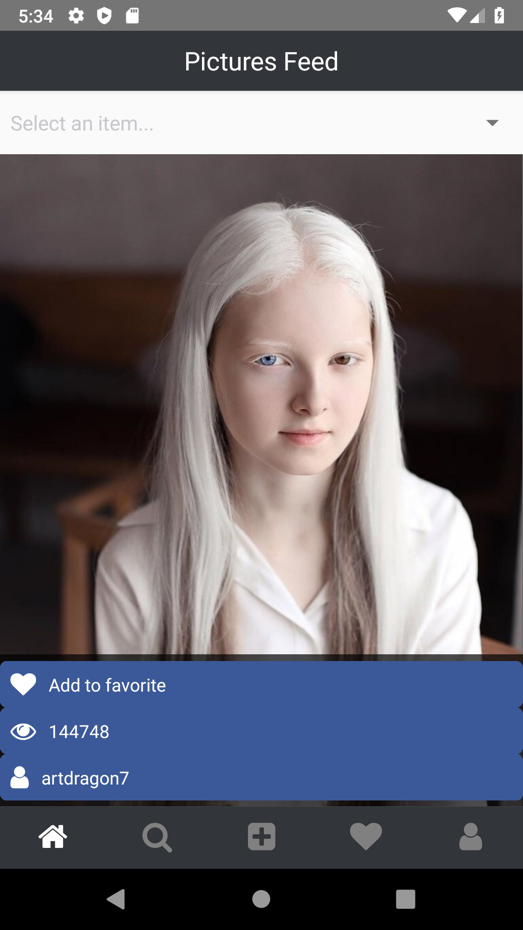 5:34
Pictures Feed
Select an item...
Add to favorite
144748
artdragon7